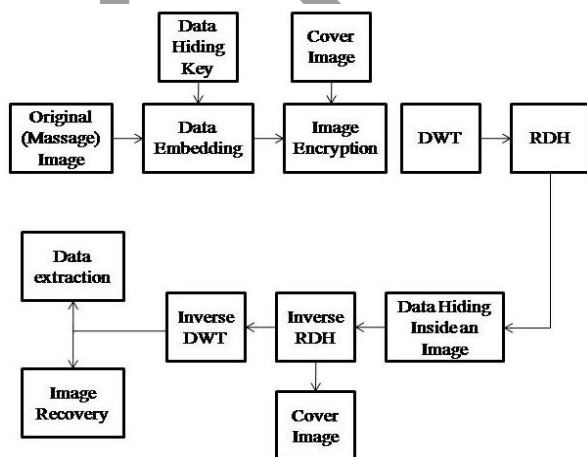 Data
Hiding
Key
Cover
Image
Original
(Massage)
Image
Data
Embedding
Image
Encryption
DWT
RDH
Data
extraction
Inverse
DWT
Inverse
RDH
Data Hiding
Inside an
Image
Image
Recovery
Cover
Image